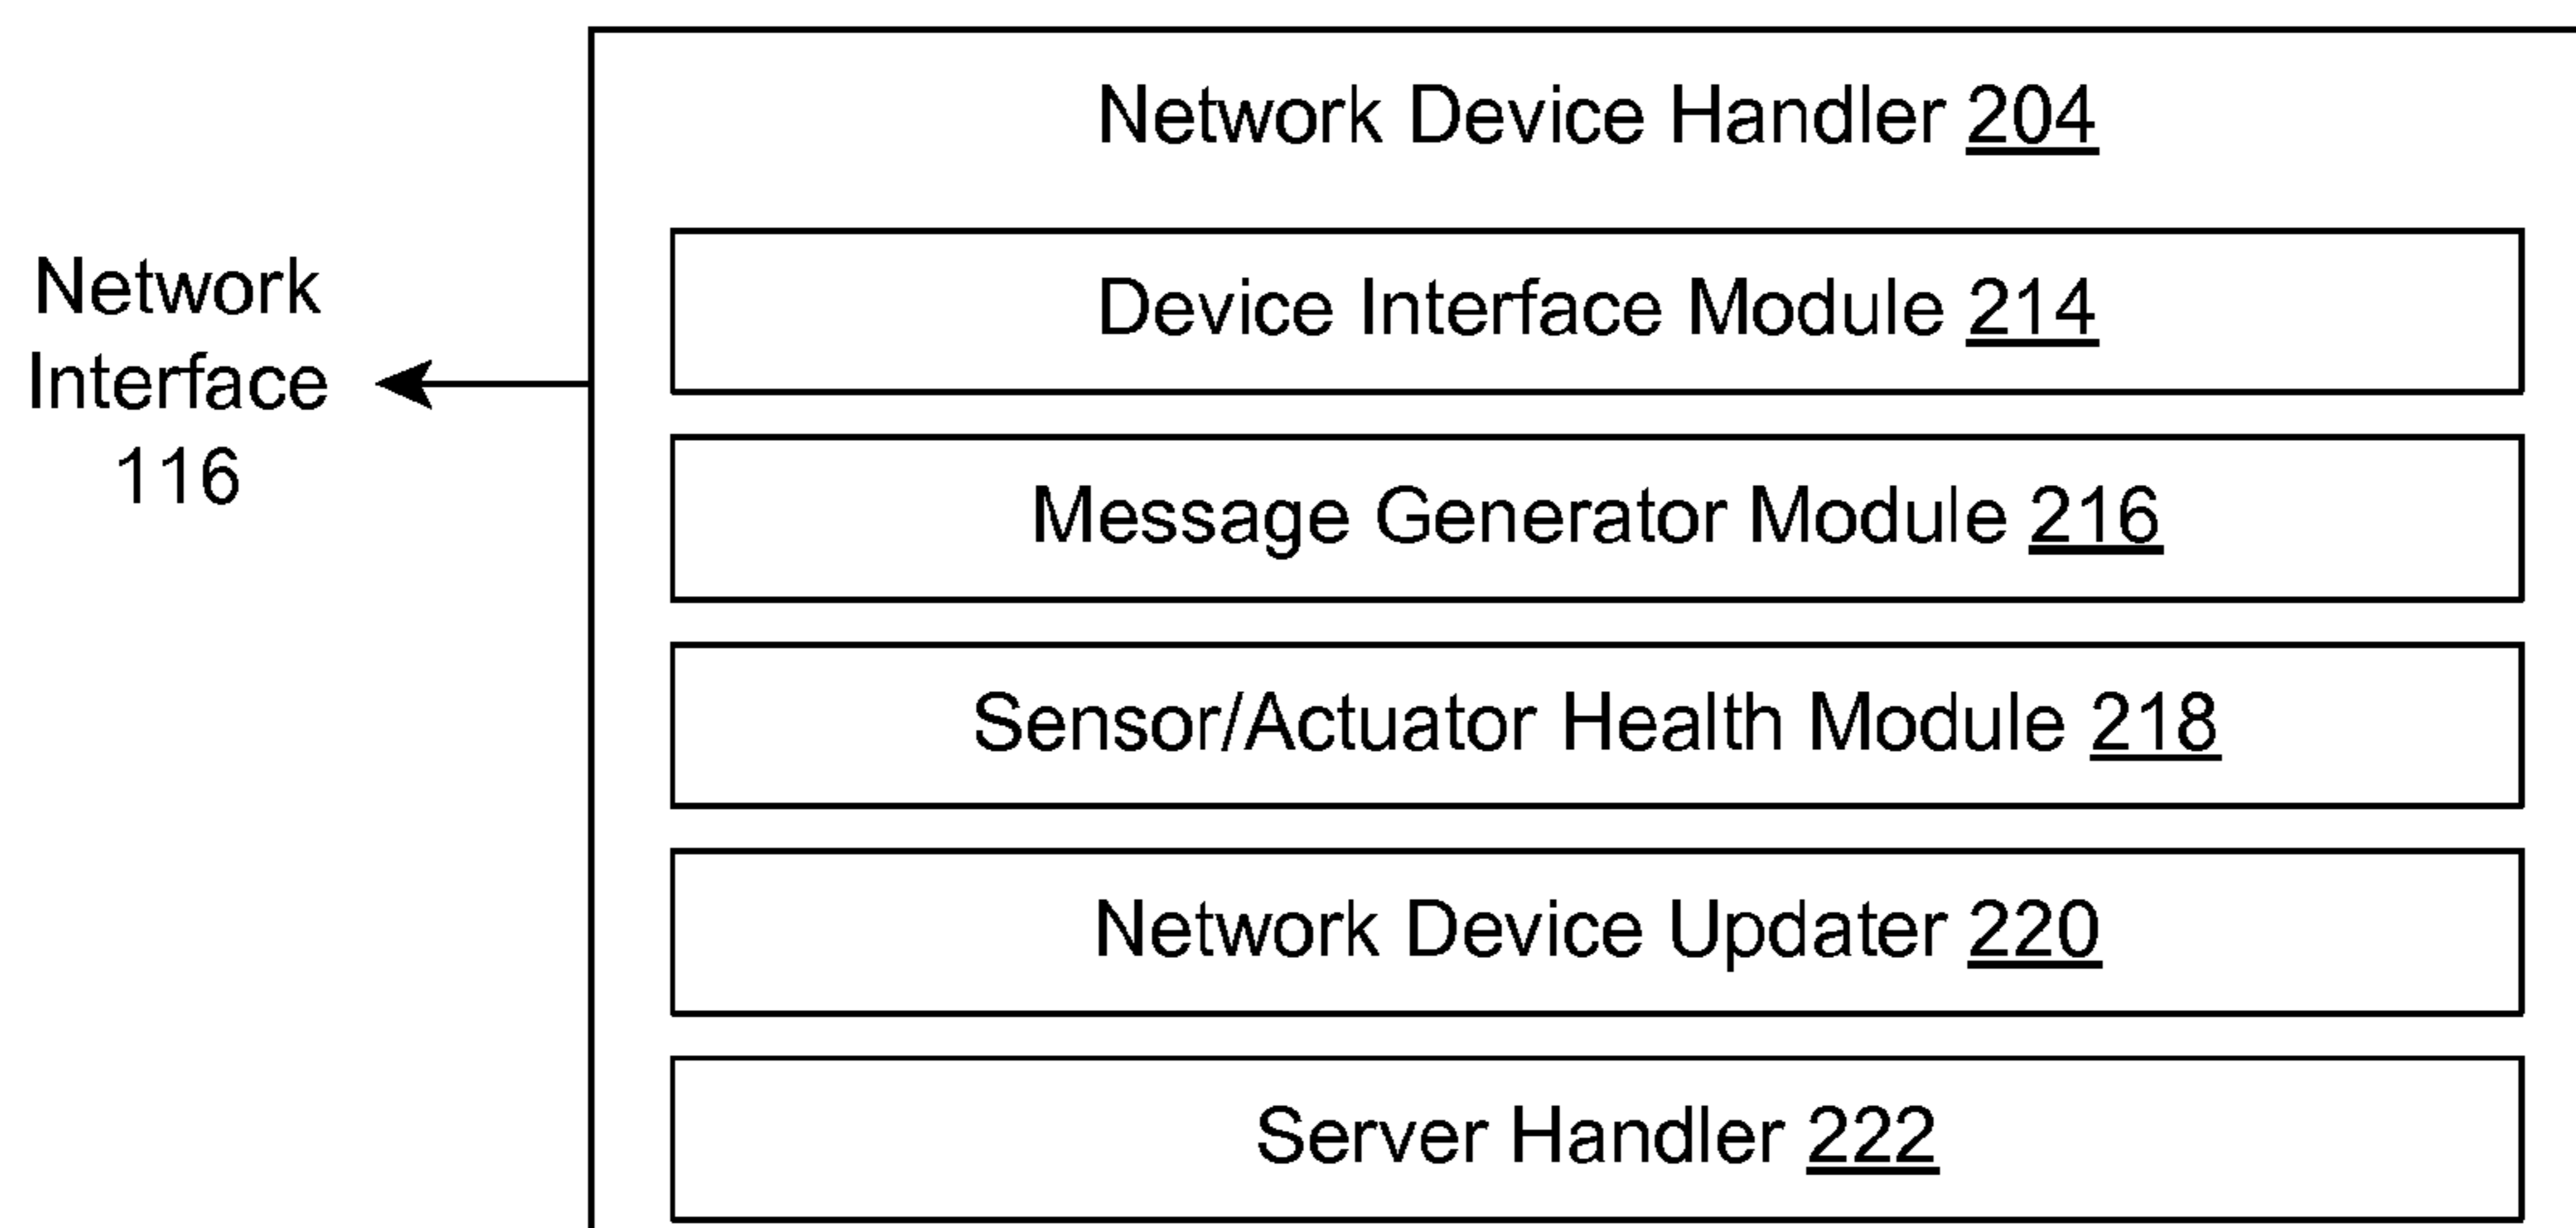 Network Device Handler 204
Network
Interface
116
Device Interface Module 214
Message Generator Module 216
Sensor/Actuator Health Module 218
Network Device Updater 220
Server Handler 222